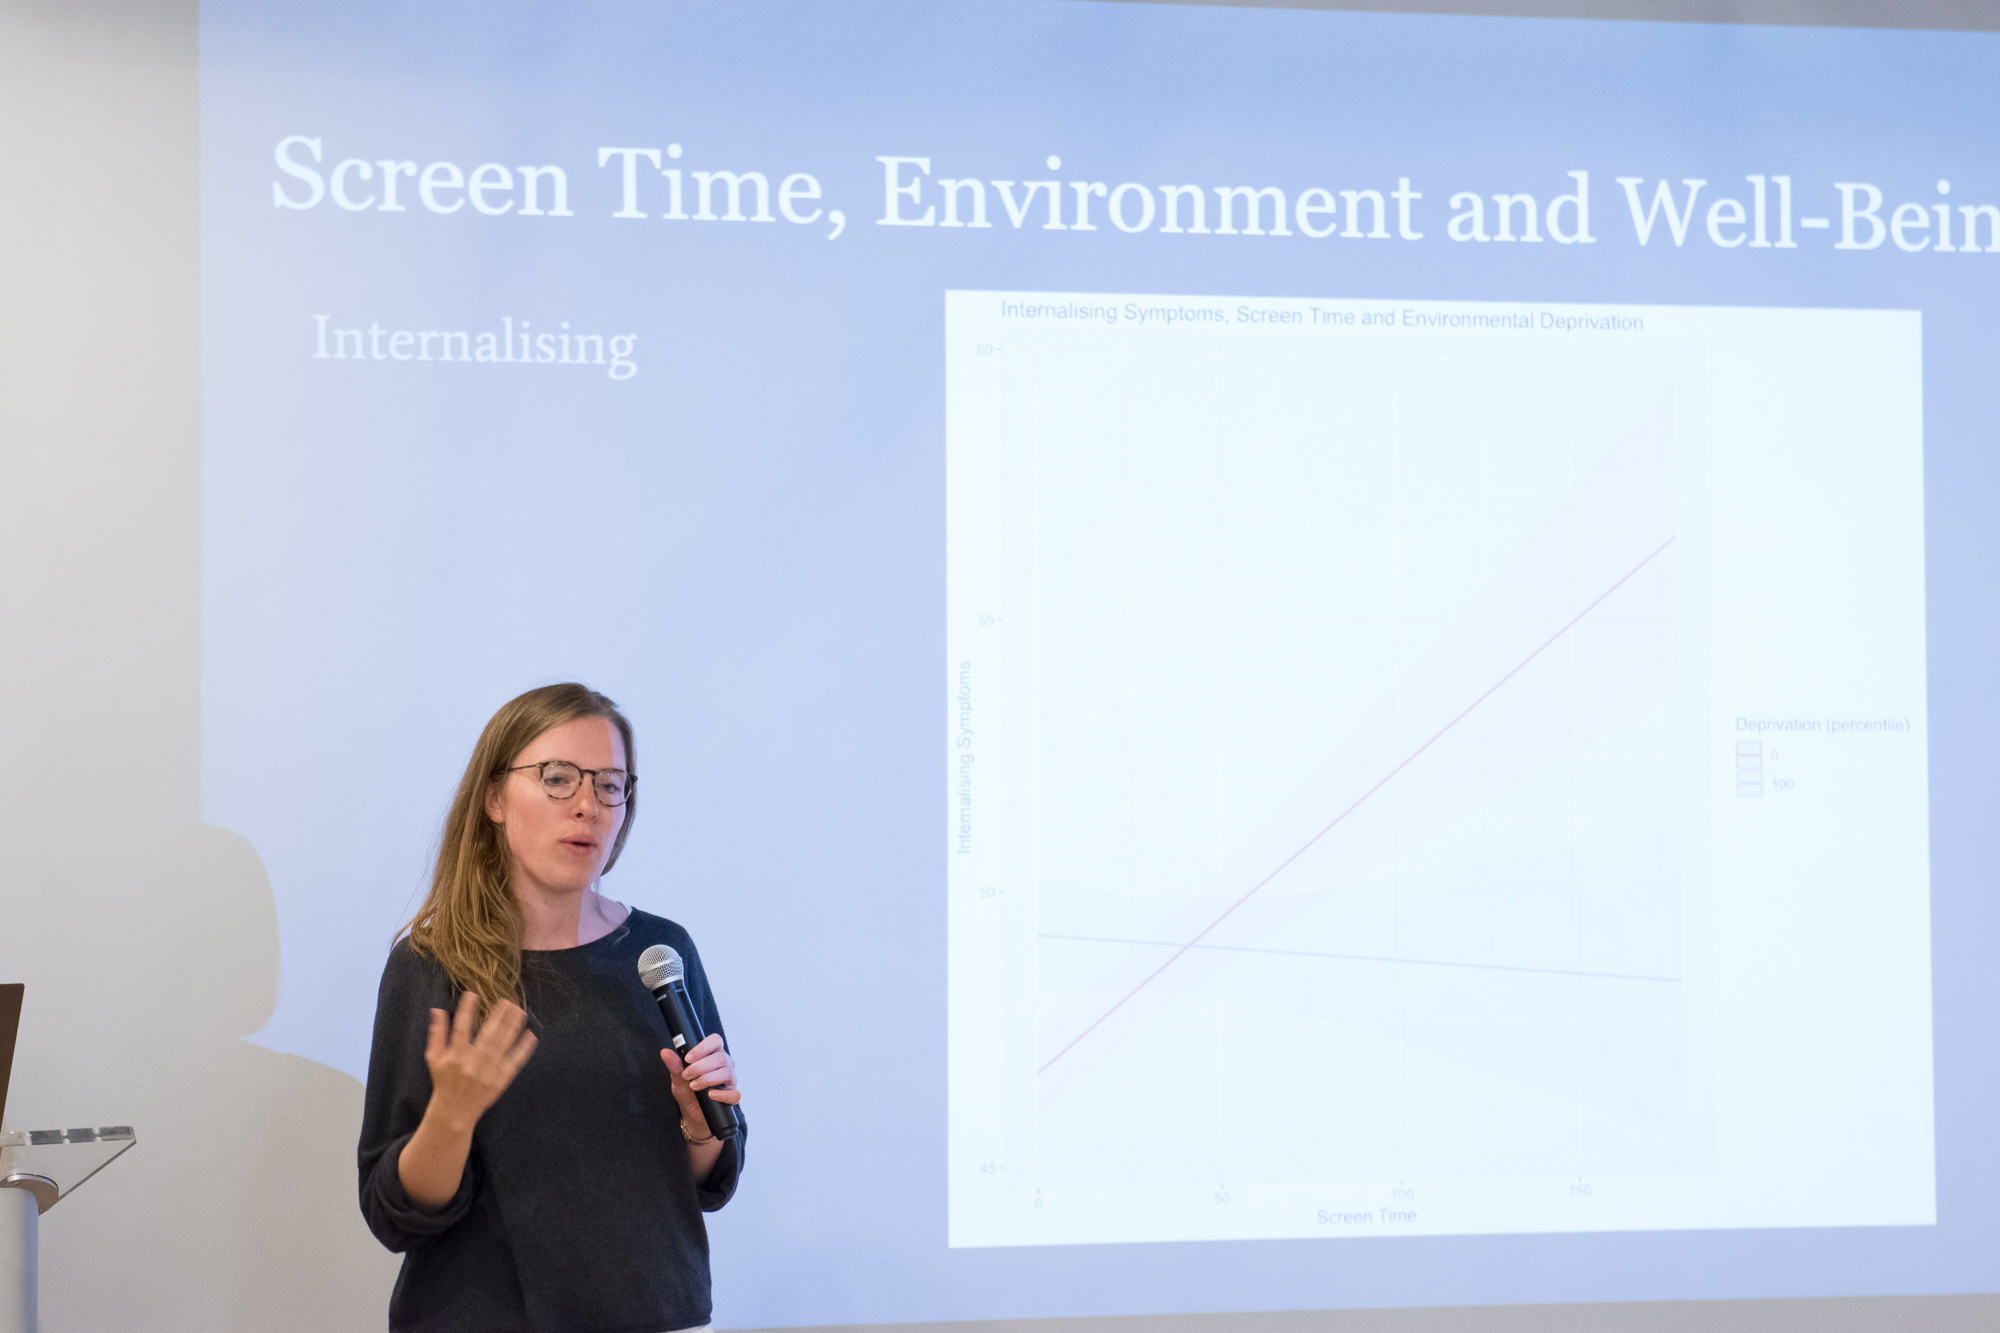 Screen Time, Environment and Well-Bein
Internalising
Internalising Symptoms, Screen Time and Environmental Deprivation
60
55
50
45
Internalising Symptoms
0
50
100
150
Screen Time
Deprivation (percentile)
0
100